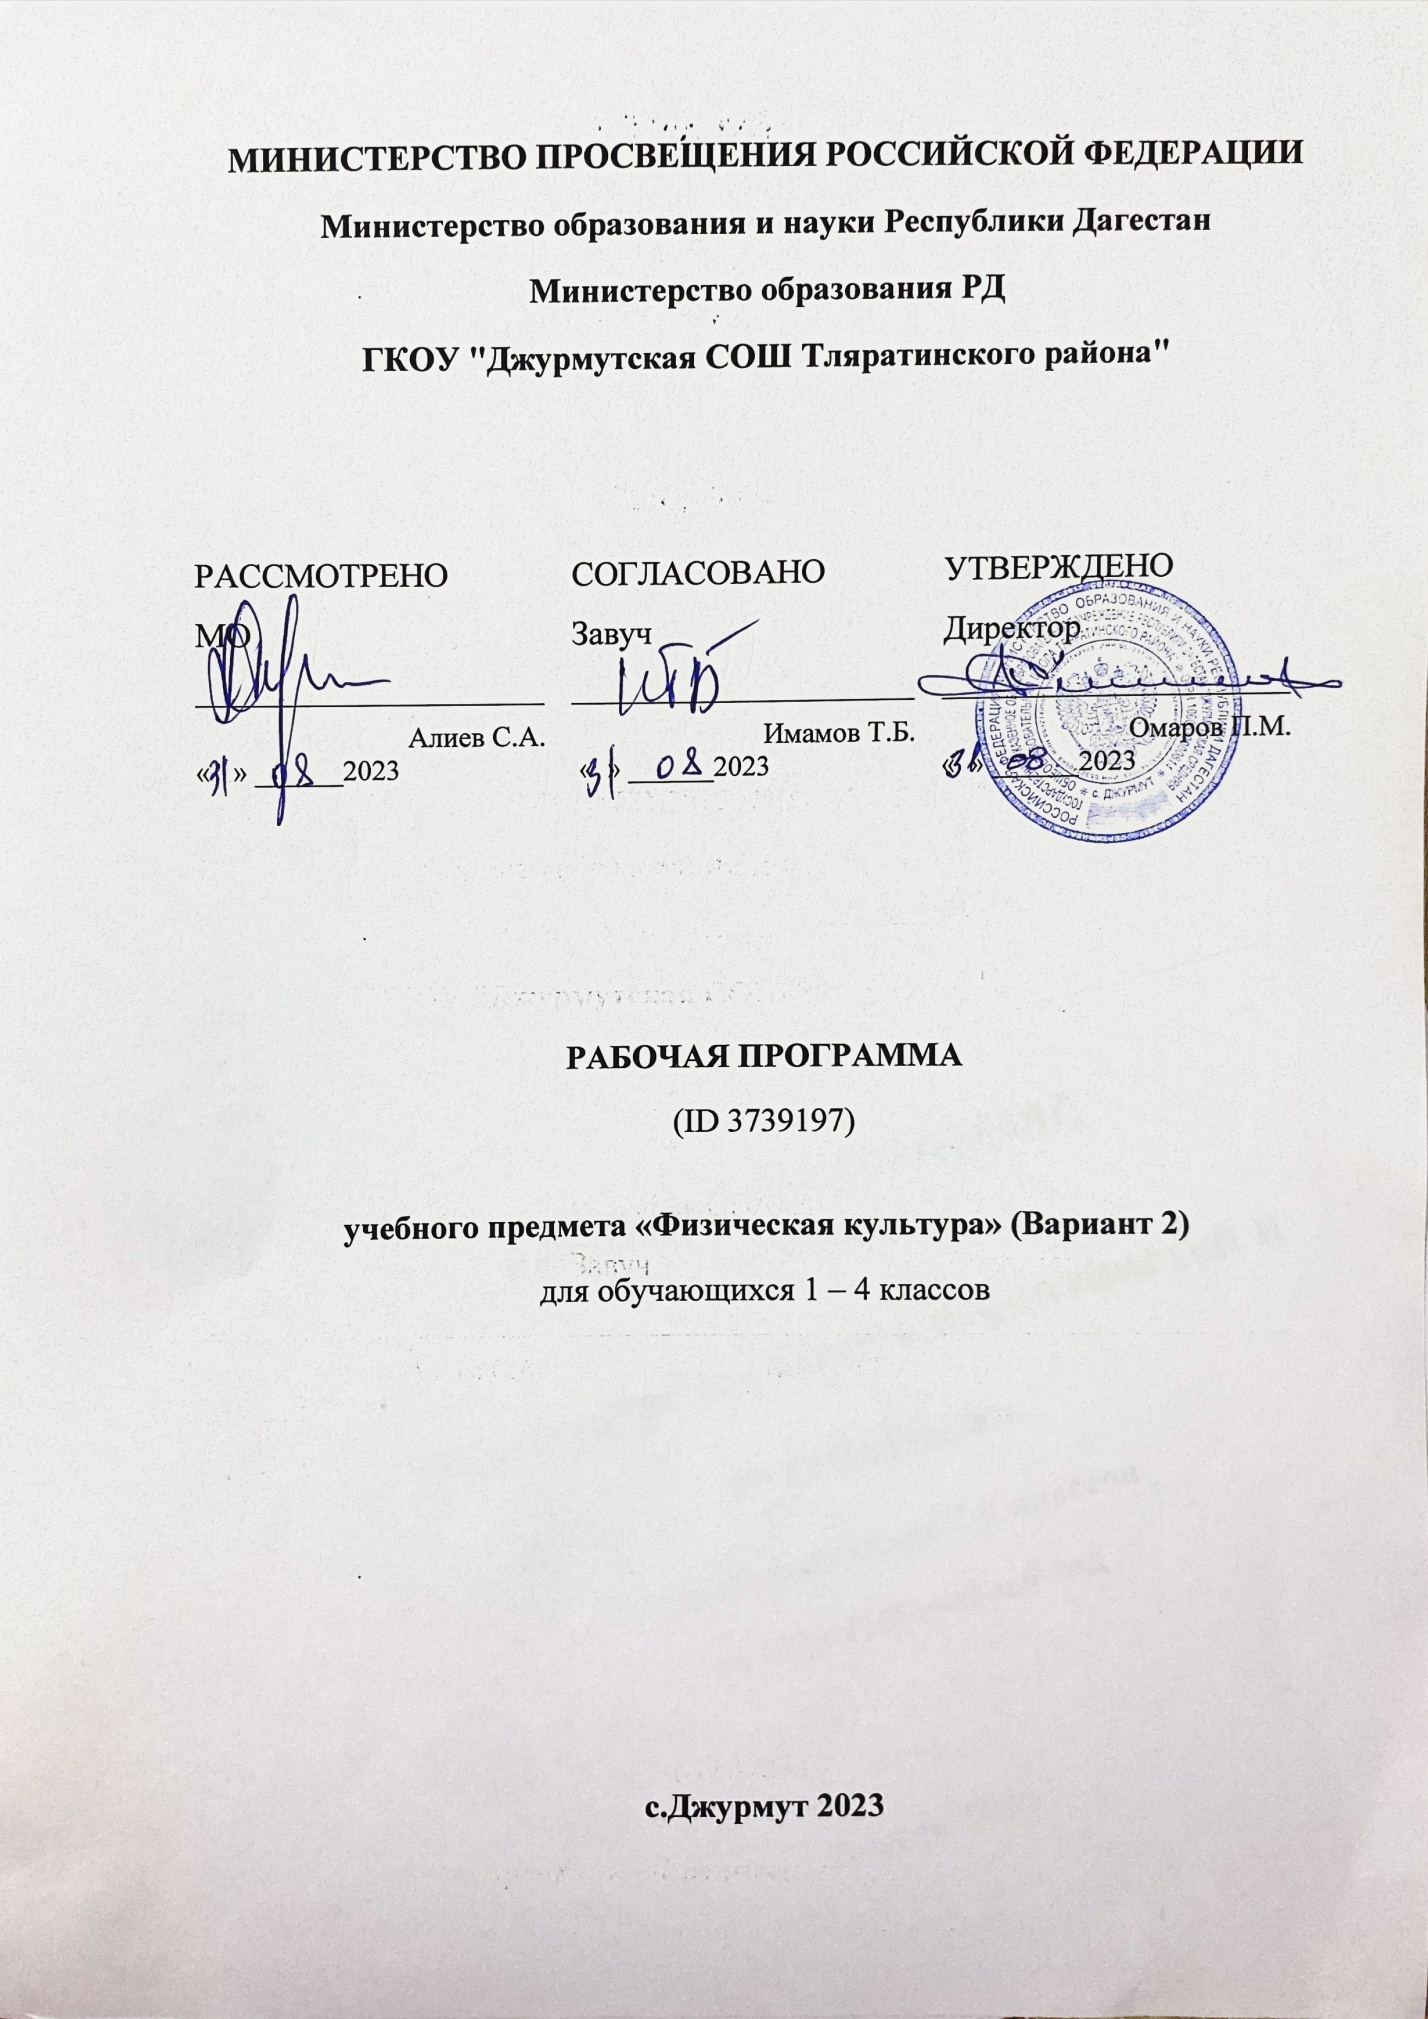 МИНИСТЕРСТВО ПРОСВЕЩЕНИЯ РОССИЙСКОЙ ФЕДЕРАЦИИ
Министерство образования и науки Республики Дагестан
Министерство образования РД
ГКОУ "Джурмутская СОШ Тляратинского района"
РАССМОТРЕНО
МО
Алиев С.А.
«31» 08 2023
СОГЛАСОВАНО
Завуч
Имамов Т.Б.
«31» 08 2023
УТВЕРЖДЕНО
Директор
Омаров П.М.
«31» 08 2023
с. ДЖУРМУТ
РАБОЧАЯ ПРОГРАММА
(ID 3739197)
учебного предмета «Физическая культура» (Вариант 2)
для обучающихся 1 – 4 классов
с.Джурмут 2023